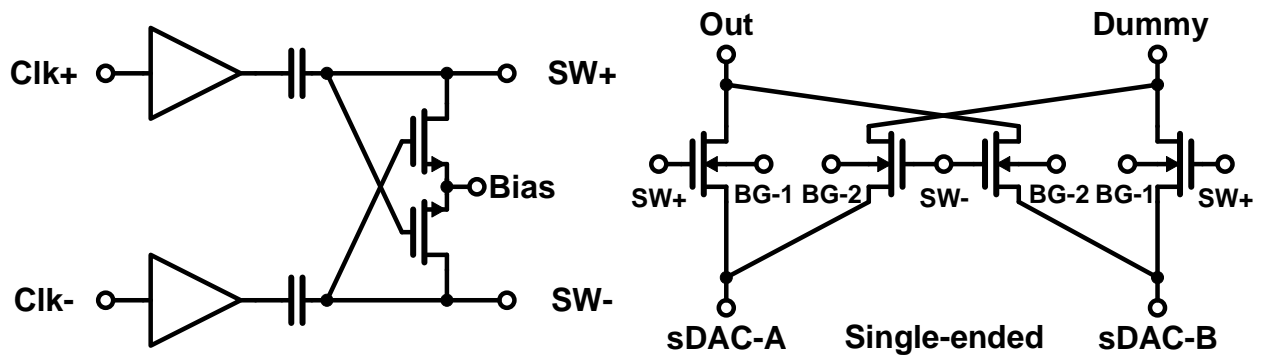 Clk+
SW+
Bias
Clk-
SW-
Out
Dummy
SW+
BG-1
BG-2
SW-
BG-2
BG-1
SW+
sDAC-A
Single-ended
sDAC-B